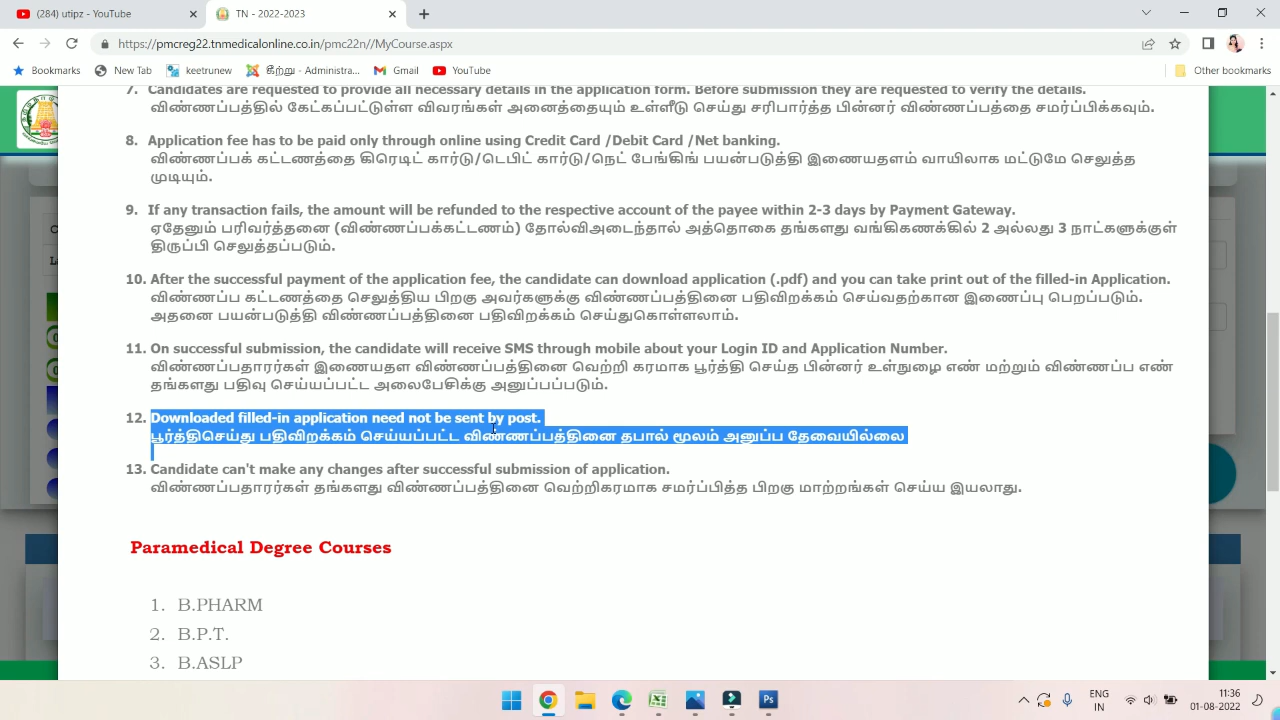 (284) utipz - YouTube
TN - 2022-2023
https://pmcreg22.tnmedicalonline.co.in/pmc22n//MyCourse.aspx
Bookmarks New Tab keetrunew கீற்று - Administra... Gmail YouTube Other bookmarks
7. Candidates are requested to provide all necessary details in the application form. Before submission they are requested to verify the details.
விண்ணப்பத்தில் கேட்கப்பட்டுள்ள விவரங்கள் அனைத்தையும் உள்ளீடு செய்து சரிபார்த்த பின்னர் விண்ணப்பத்தை சமர்ப்பிக்கவும்.
8. Application fee has to be paid only through online using Credit Card /Debit Card /Net banking.
விண்ணப்பக் கட்டணத்தை கிரெடிட் கார்டு/டெபிட் கார்டு/நெட் பேங்கிங் பயன்படுத்தி இணையதளம் வாயிலாக மட்டுமே செலுத்த
முடியும்.
9. If any transaction fails, the amount will be refunded to the respective account of the payee within 2-3 days by Payment Gateway.
ஏதேனும் பரிவர்த்தனை (விண்ணப்பக்கட்டணம்) தோல்விஅடைந்தால் அத்தொகை தங்களது வங்கிகணக்கில் 2 அல்லது 3 நாட்களுக்குள்
திருப்பி செலுத்தப்படும்.
10. After the successful payment of the application fee, the candidate can download application (.pdf) and you can take print out of the filled-in Application.
விண்ணப்ப கட்டணத்தை செலுத்திய பிறகு அவர்களுக்கு விண்ணப்பத்தினை பதிவிறக்கம் செய்வதற்கான இணைப்பு பெறப்படும்.
அதனை பயன்படுத்தி விண்ணப்பத்தினை பதிவிறக்கம் செய்துகொள்ளலாம்.
11. On successful submission, the candidate will receive SMS through mobile about your Login ID and Application Number.
விண்ணப்பதாரர்கள் இணையதள விண்ணப்பத்தினை வெற்றி கரமாக பூர்த்தி செய்த பின்னர் உள்நுழை எண் மற்றும் விண்ணப்ப எண்
தங்களது பதிவு செய்யப்பட்ட அலைபேசிக்கு அனுப்பப்படும்.
12. Downloaded filled-in application need not be sent by post.
பூர்த்திசெய்து பதிவிறக்கம் செய்யப்பட்ட விண்ணப்பத்தினை தபால் மூலம் அனுப்ப தேவையில்லை
13. Candidate can't make any changes after successful submission of application.
விண்ணப்பதாரர்கள் தங்களது விண்ணப்பத்தினை வெற்றிகரமாக சமர்ப்பித்த பிறகு மாற்றங்கள் செய்ய இயலாது.
Paramedical Degree Courses
1. B.PHARM
2. B.P.T.
3. B.ASLP
ENG
IN
11:36
01-08-2022